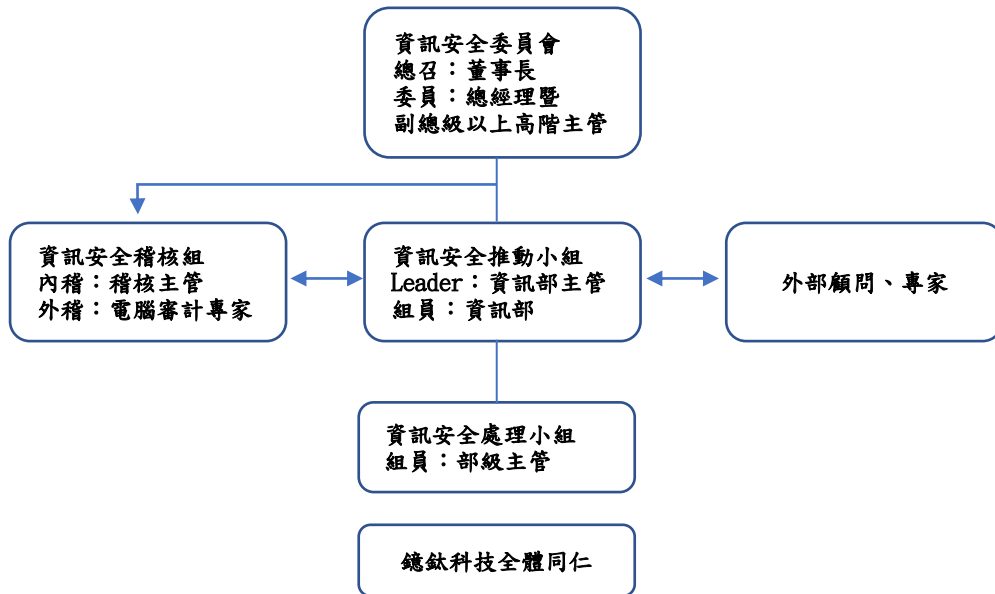 資訊安全委員會
總召：董事長
委員：總經理暨
副總級以上高階主管
資訊安全稽核組
內稽：稽核主管
外稽：電腦審計專家
資訊安全推動小組
Leader：資訊部主管
組員：資訊部
外部顧問、專家
資訊安全處理小組
組員：部級主管
鐿鈦科技全體同仁